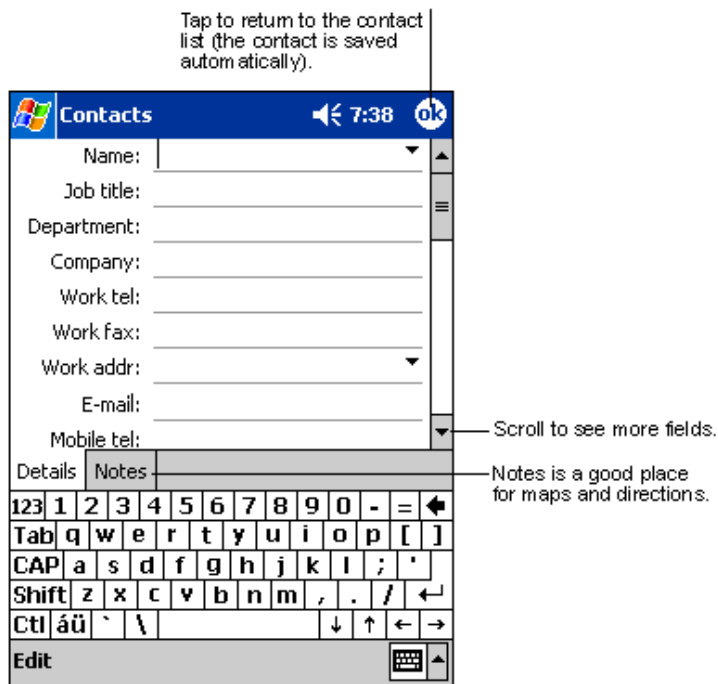 Tap to return to the contact
list (the contact is saved
automatically).
Contacts 7:38 ok
Name:
Job title:
Department:
Company:
Work tel:
Work fax:
Work addr:
E-mail:
Mobile tel:
Scroll to see more fields.
Details Notes
Notes is a good place
for maps and directions.
123 1 2 3 4 5 6 7 8 9 0 - = ←
Tab q w e r t y u i o p [ ]
CAP a s d f g h j k l ; '
Shift z x c v b n m , . / ↵
Ctl áü ` \ ↓ ↑ ← →
Edit